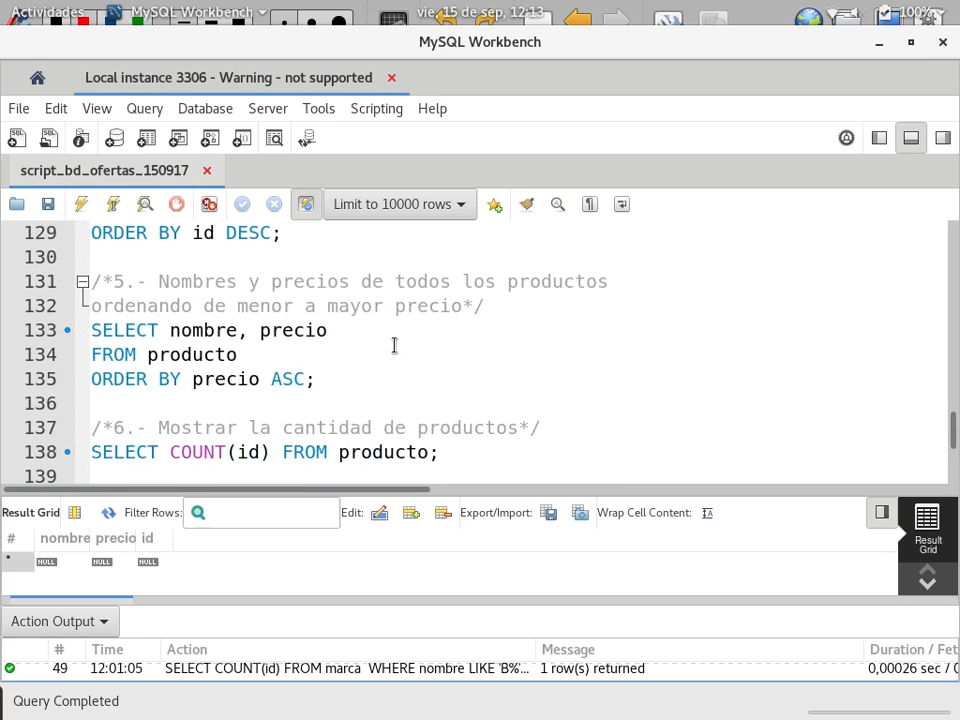 Actividades MySQL Workbench vie, 15 de sep, 12:13 100%
MySQL Workbench
Local instance 3306 - Warning - not supported
File Edit View Query Database Server Tools Scripting Help
script_bd_ofertas_150917
Limit to 10000 rows
129 ORDER BY id DESC;
130
131 /*5.- Nombres y precios de todos los productos
132 ordenando de menor a mayor precio*/
133 SELECT nombre, precio
134 FROM producto
135 ORDER BY precio ASC;
136
137 /*6.- Mostrar la cantidad de productos*/
138 SELECT COUNT(id) FROM producto;
139
Result Grid Filter Rows: Edit: Export/Import: Wrap Cell Content:
# nombre precio id
* NULL NULL NULL
Result
Grid
Action Output
# Time Action Message Duration / Fet
49 12:01:05 SELECT COUNT(id) FROM marca WHERE nombre LIKE 'B%'... 1 row(s) returned 0,00026 sec / 0
Query Completed